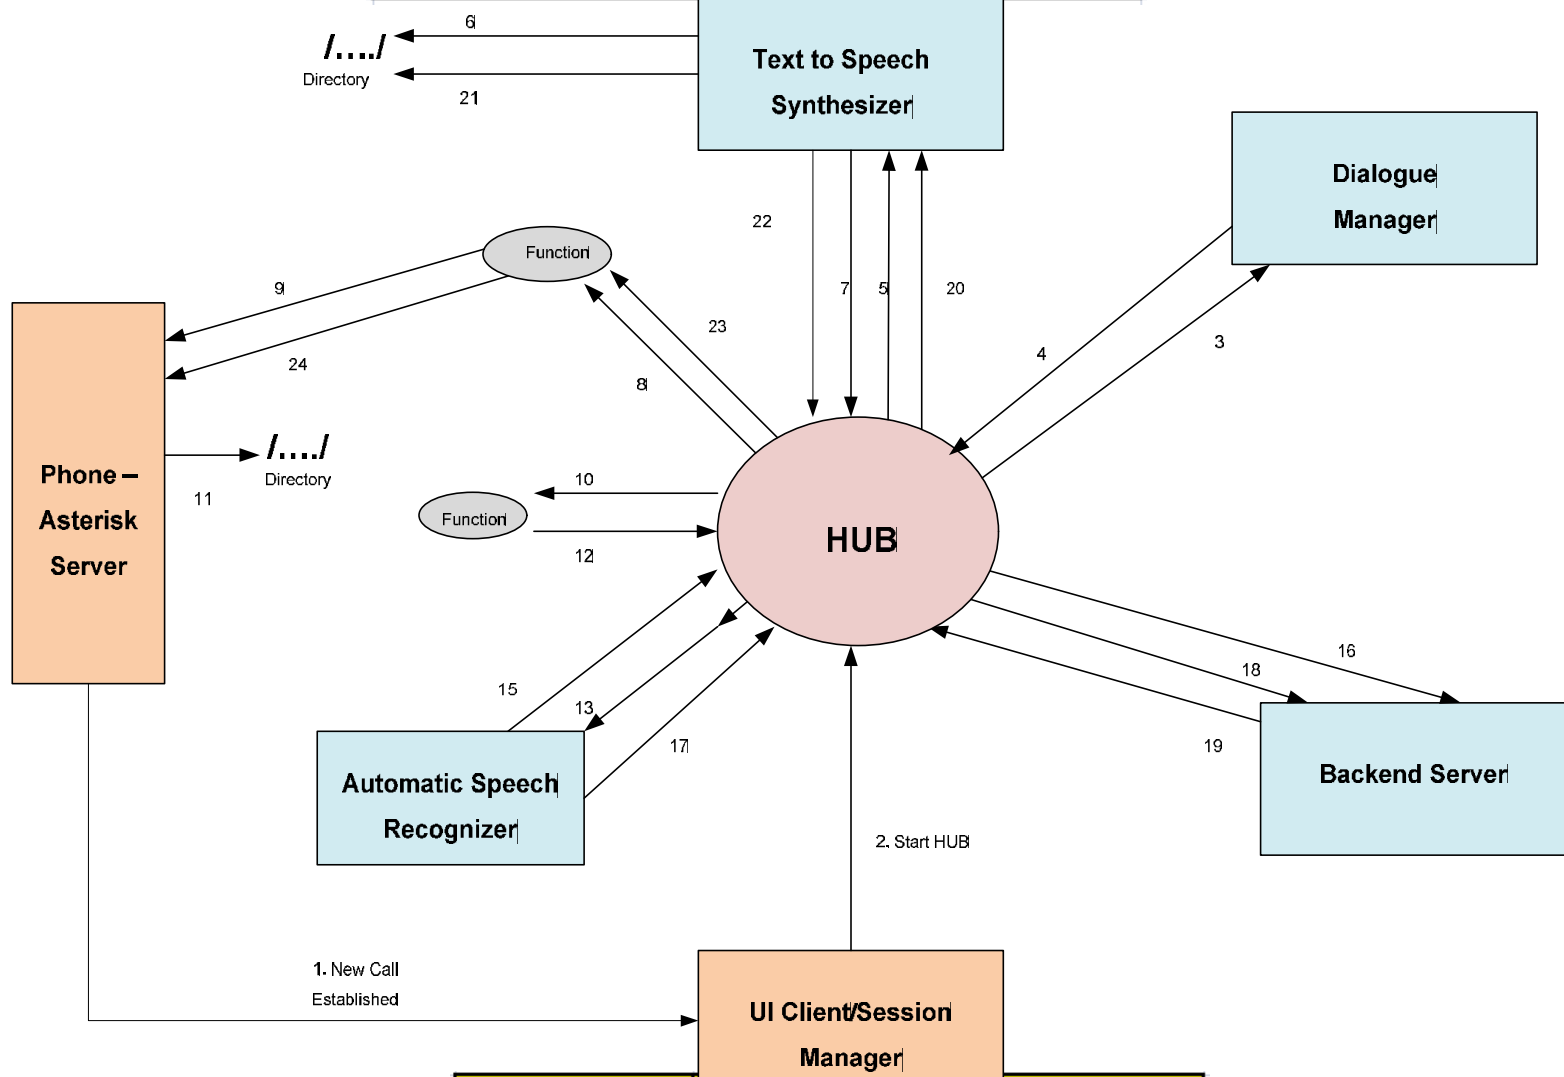 6
/..../
Directory
21
Text to Speech
Synthesizer
Dialogue
Manager
22
7
5
20
Function
9
24
23
8
4
3
/..../
Directory
11
Phone –
Asterisk
Server
10
Function
12
HUB
15
13
17
16
18
19
Automatic Speech
Recognizer
Backend Server
2. Start HUB
1. New Call
Established
UI Client/Session
Manager